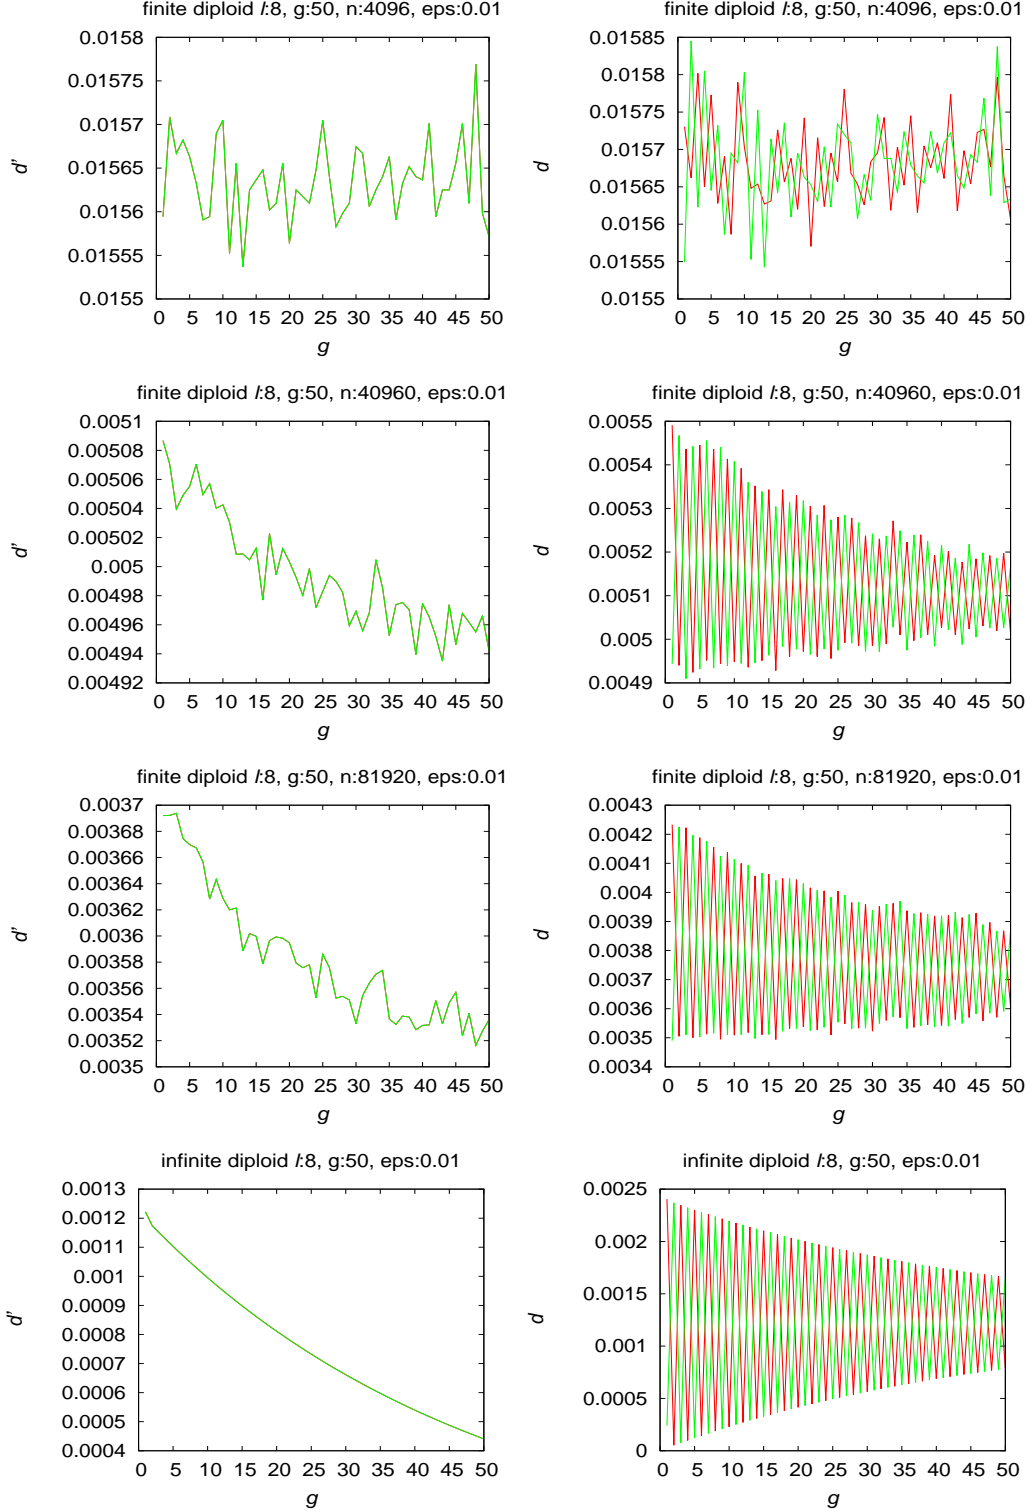 finite diploid l:8, g:50, n:4096, eps:0.01
0.0158
0.01575
0.0157
0.01565
0.0156
0.01555
0.0155
d'
0 5 10 15 20 25 30 35 40 45 50
g
finite diploid l:8, g:50, n:4096, eps:0.01
0.01585
0.0158
0.01575
0.0157
0.01565
0.0156
0.01555
0.0155
d
0 5 10 15 20 25 30 35 40 45 50
g
finite diploid l:8, g:50, n:40960, eps:0.01
0.0051
0.00508
0.00506
0.00504
0.00502
0.005
0.00498
0.00496
0.00494
0.00492
d'
0 5 10 15 20 25 30 35 40 45 50
g
finite diploid l:8, g:50, n:40960, eps:0.01
0.0055
0.0054
0.0053
0.0052
0.0051
0.005
0.0049
d
0 5 10 15 20 25 30 35 40 45 50
g
finite diploid l:8, g:50, n:81920, eps:0.01
0.0037
0.00368
0.00366
0.00364
0.00362
0.0036
0.00358
0.00356
0.00354
0.00352
0.0035
d'
0 5 10 15 20 25 30 35 40 45 50
g
finite diploid l:8, g:50, n:81920, eps:0.01
0.0043
0.0042
0.0041
0.004
0.0039
0.0038
0.0037
0.0036
0.0035
0.0034
d
0 5 10 15 20 25 30 35 40 45 50
g
infinite diploid l:8, g:50, eps:0.01
0.0013
0.0012
0.0011
0.001
0.0009
0.0008
0.0007
0.0006
0.0005
0.0004
d'
0 5 10 15 20 25 30 35 40 45 50
g
infinite diploid l:8, g:50, eps:0.01
0.0025
0.002
0.0015
0.001
0.0005
0
d
0 5 10 15 20 25 30 35 40 45 50
g